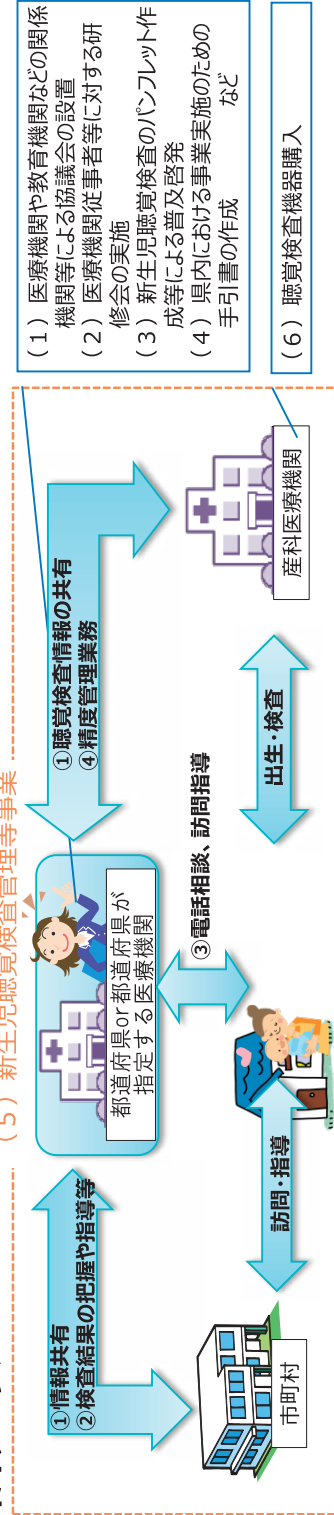 （５）新生児聴覚検査管理等事業
①情報共有
②検査結果の把握や指導等
都道府県or都道府県が
指定する医療機関
①聴覚検査情報の共有
④精度管理業務
③電話相談、訪問指導
市町村
訪問・指導
出生・検査
産科医療機関
（１）医療機関や教育機関などの関係
機関等による協議会の設置
（２）医療機関従事者等に対する研
修会の実施
（３）新生児聴覚検査のパンフレット作
成等による普及啓発
（４）県内における事業実施のための
手引書の作成
など
（６）聴覚検査機器購入